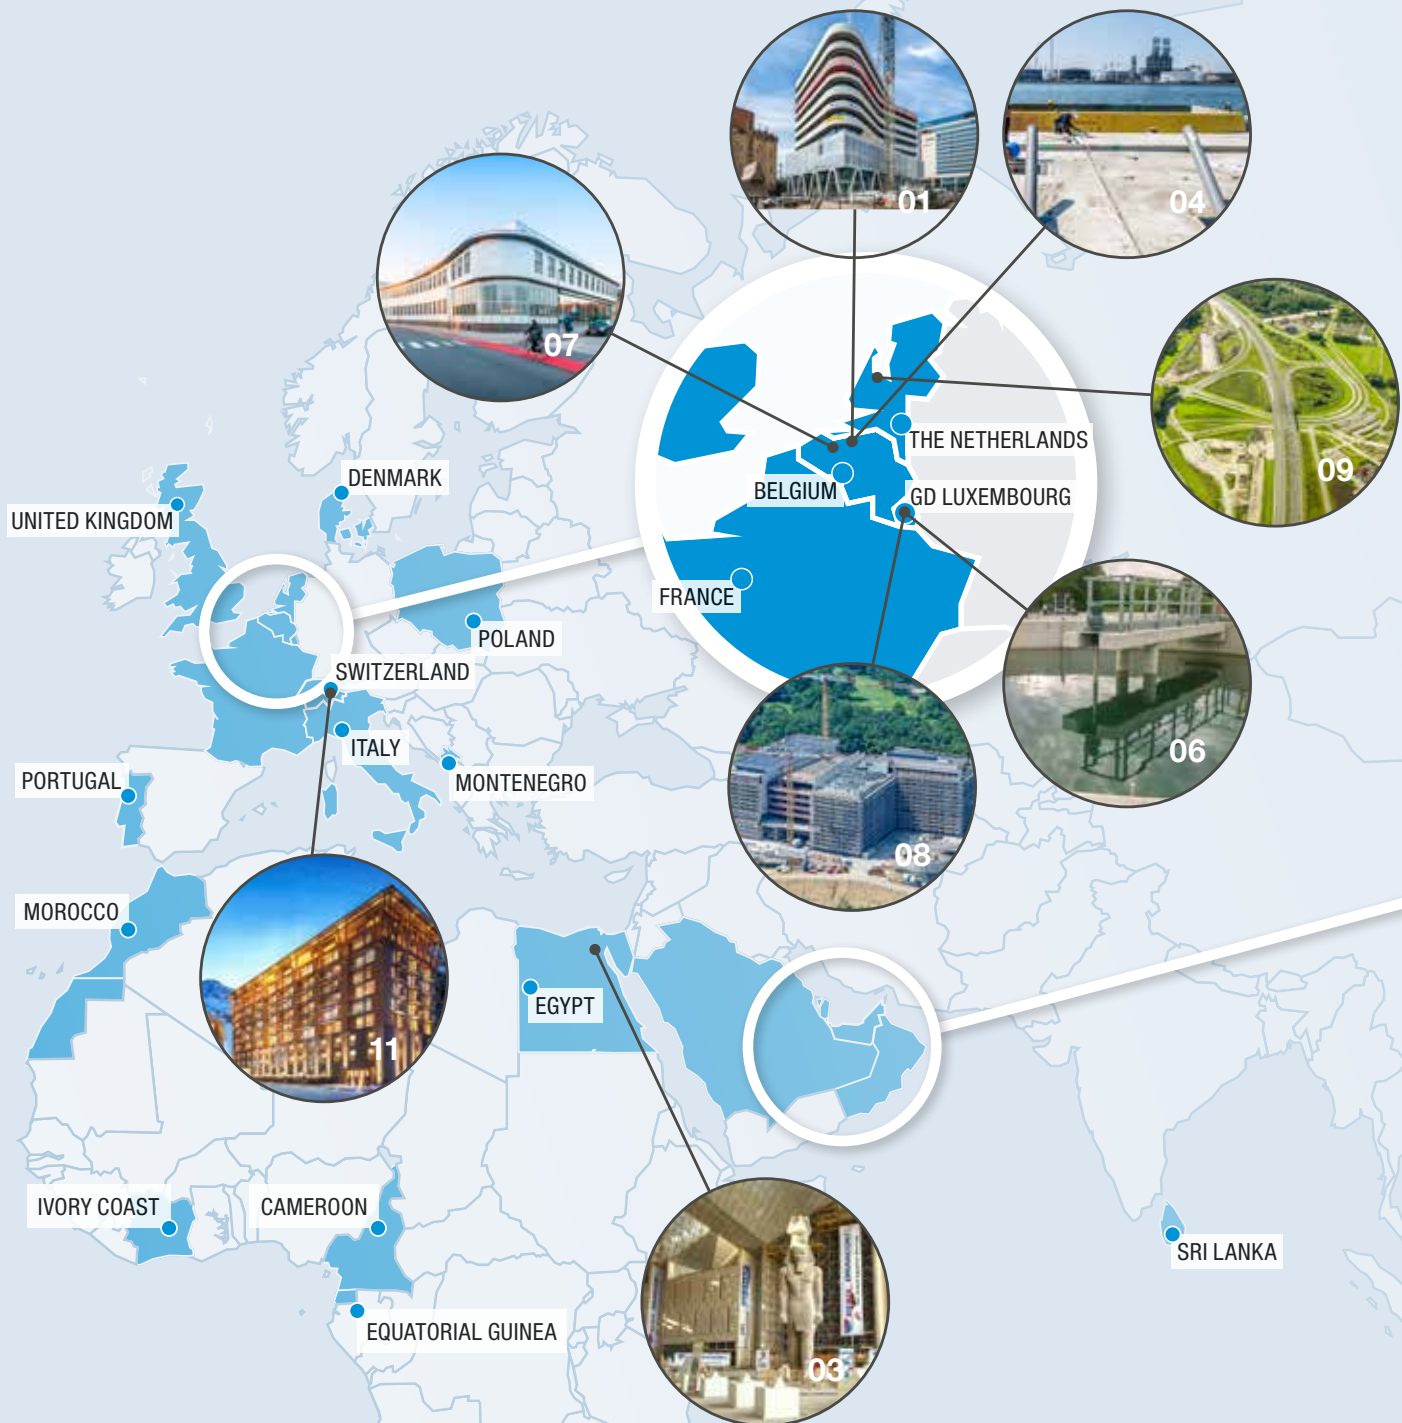 01
04
07
09
THE NETHERLANDS
DENMARK
BELGIUM
GD LUXEMBOURG
UNITED KINGDOM
FRANCE
POLAND
SWITZERLAND
ITALY
06
PORTUGAL
MONTENEGRO
08
MOROCCO
EGYPT
11
IVORY COAST
CAMEROON
SRI LANKA
EQUATORIAL GUINEA
03